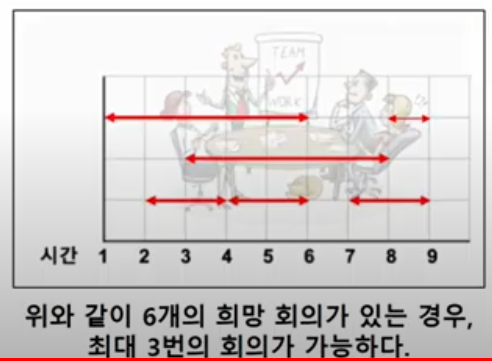 TEAM
WORK
시간 1 2 3 4 5 6 7 8 9
위와 같이 6개의 희망 회의가 있는 경우,
최대 3번의 회의가 가능하다.